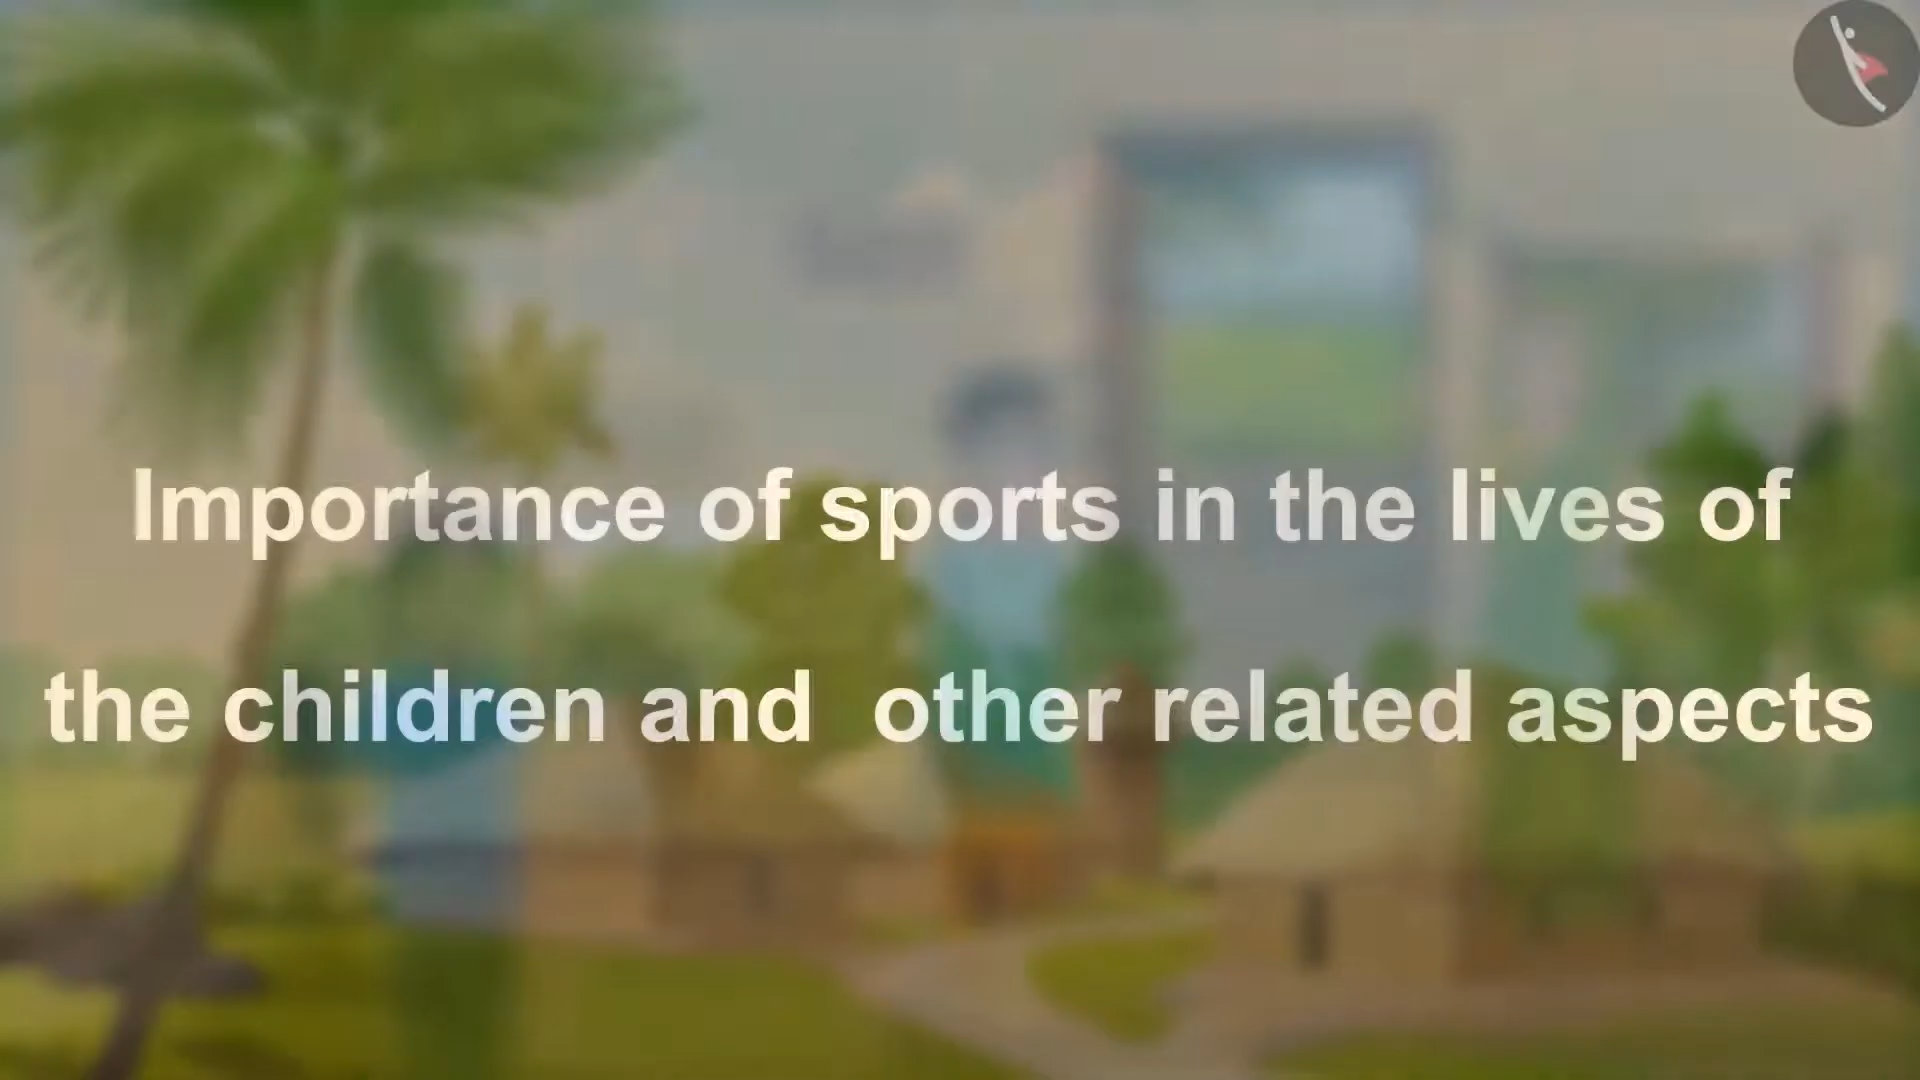 Importance of sports in the lives of
the children and  other related aspects